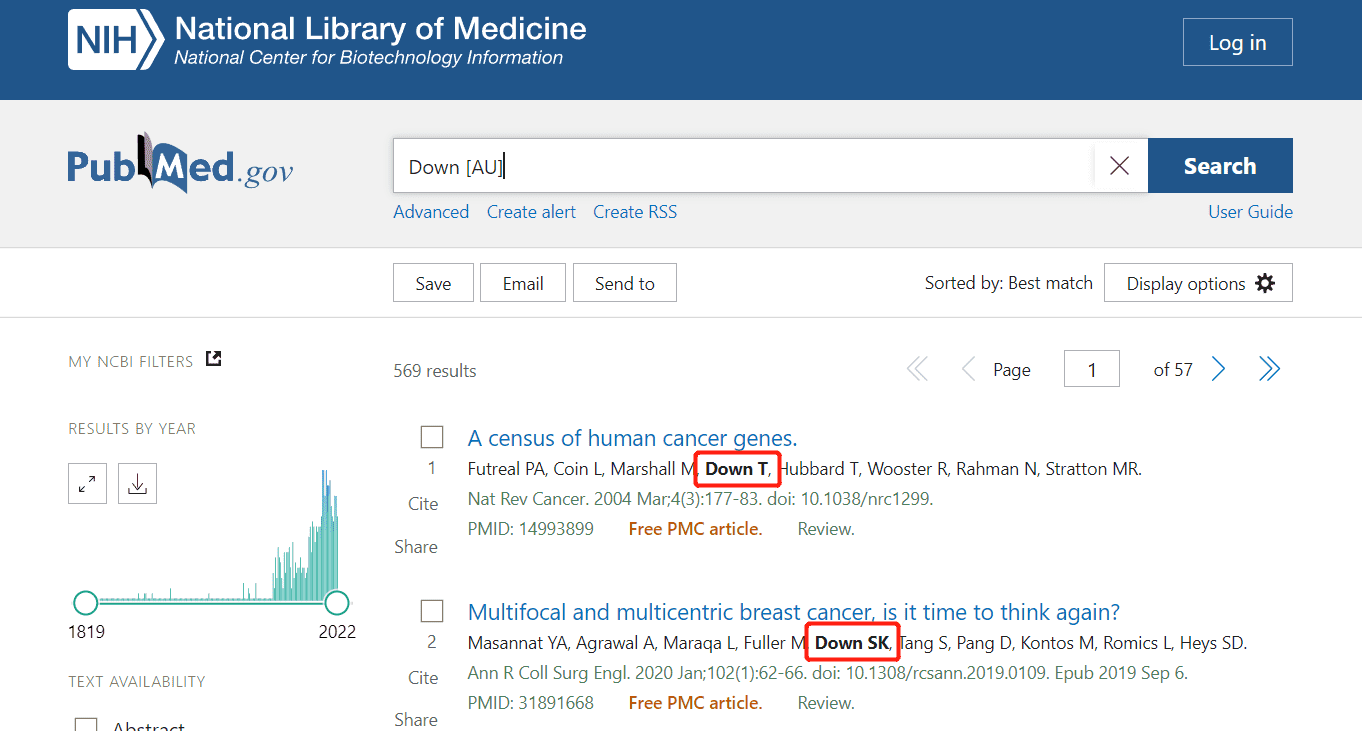 NIH National Library of Medicine
National Center for Biotechnology Information
Log in
PubMed.gov
Down [AU]
Search
Advanced Create alert Create RSS User Guide
Save Email Send to Sorted by: Best match Display options
MY NCBI FILTERS
569 results
Page 1 of 57
RESULTS BY YEAR
1819 2022
TEXT AVAILABILITY
Abstract
A census of human cancer genes.
1 Futreal PA, Coin L, Marshall M, Down T, Hubbard T, Wooster R, Rahman N, Stratton MR.
Cite Nat Rev Cancer. 2004 Mar;4(3):177-83. doi: 10.1038/nrc1299.
PMID: 14993899 Free PMC article. Review.
Share
Multifocal and multicentric breast cancer, is it time to think again?
2 Masannat YA, Agrawal A, Maraqa L, Fuller M, Down SK, Tang S, Pang D, Kontos M, Romics L, Heys SD.
Cite Ann R Coll Surg Engl. 2020 Jan;102(1):62-66. doi: 10.1308/rcsann.2019.0109. Epub 2019 Sep 6.
PMID: 31891668 Free PMC article. Review.
Share